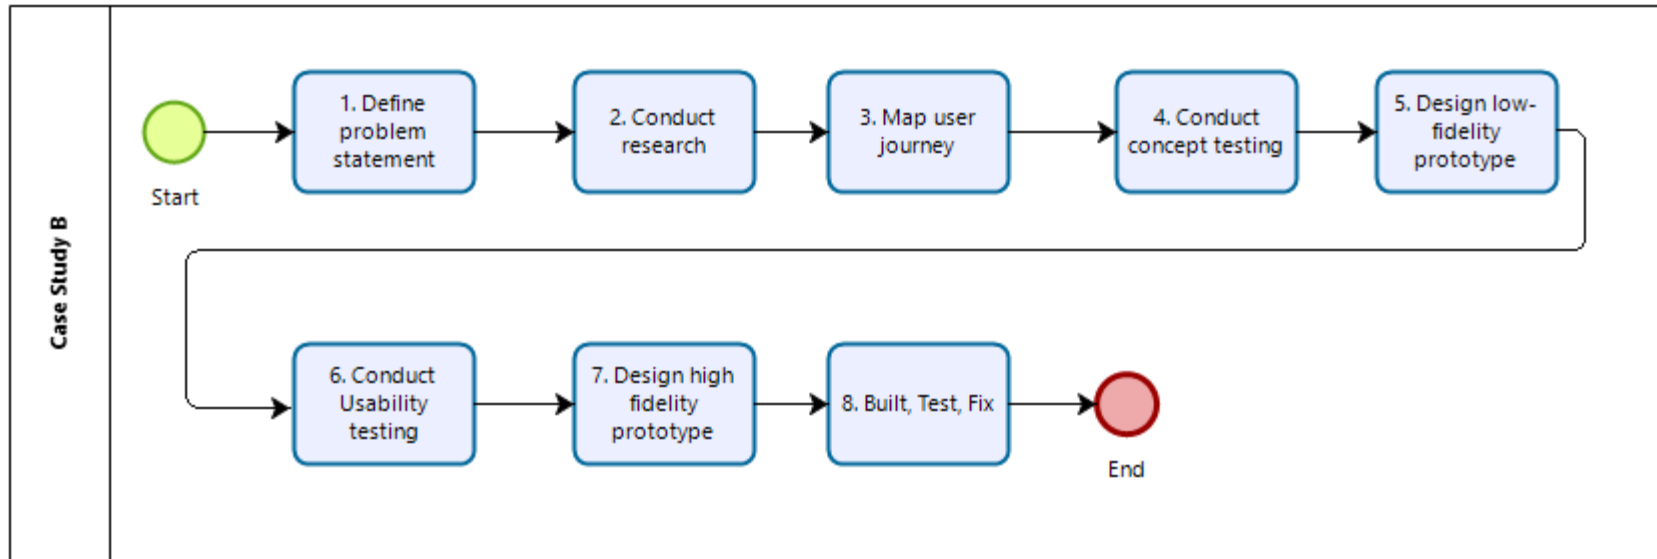 Case Study B
Start
1. Define
problem
statement
2. Conduct
research
3. Map user
journey
4. Conduct
concept testing
5. Design low-
fidelity
prototype
6. Conduct
Usability
testing
7. Design high
fidelity
prototype
8. Built, Test, Fix
End